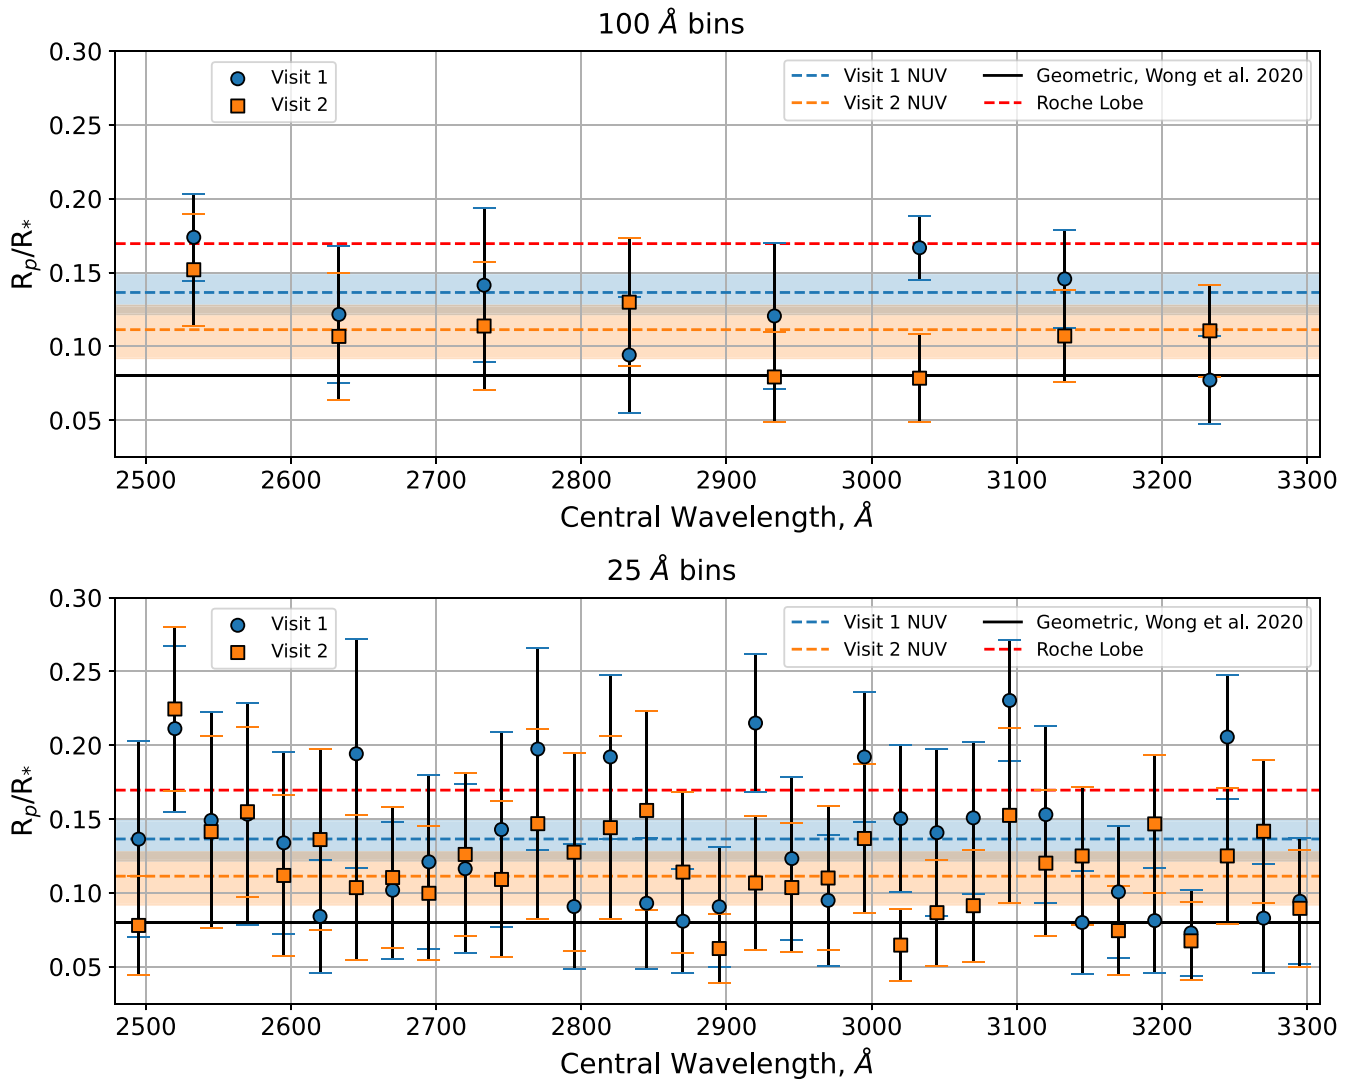 100 Å bins
0.30
0.25
0.20
0.15
0.10
0.05
R_p/R_*
Visit 1
Visit 2
Visit 1 NUV
Visit 2 NUV
Geometric, Wong et al. 2020
Roche Lobe
2500 2600 2700 2800 2900 3000 3100 3200 3300
Central Wavelength, Å
25 Å bins
0.30
0.25
0.20
0.15
0.10
0.05
R_p/R_*
Visit 1
Visit 2
Visit 1 NUV
Visit 2 NUV
Geometric, Wong et al. 2020
Roche Lobe
2500 2600 2700 2800 2900 3000 3100 3200 3300
Central Wavelength, Å